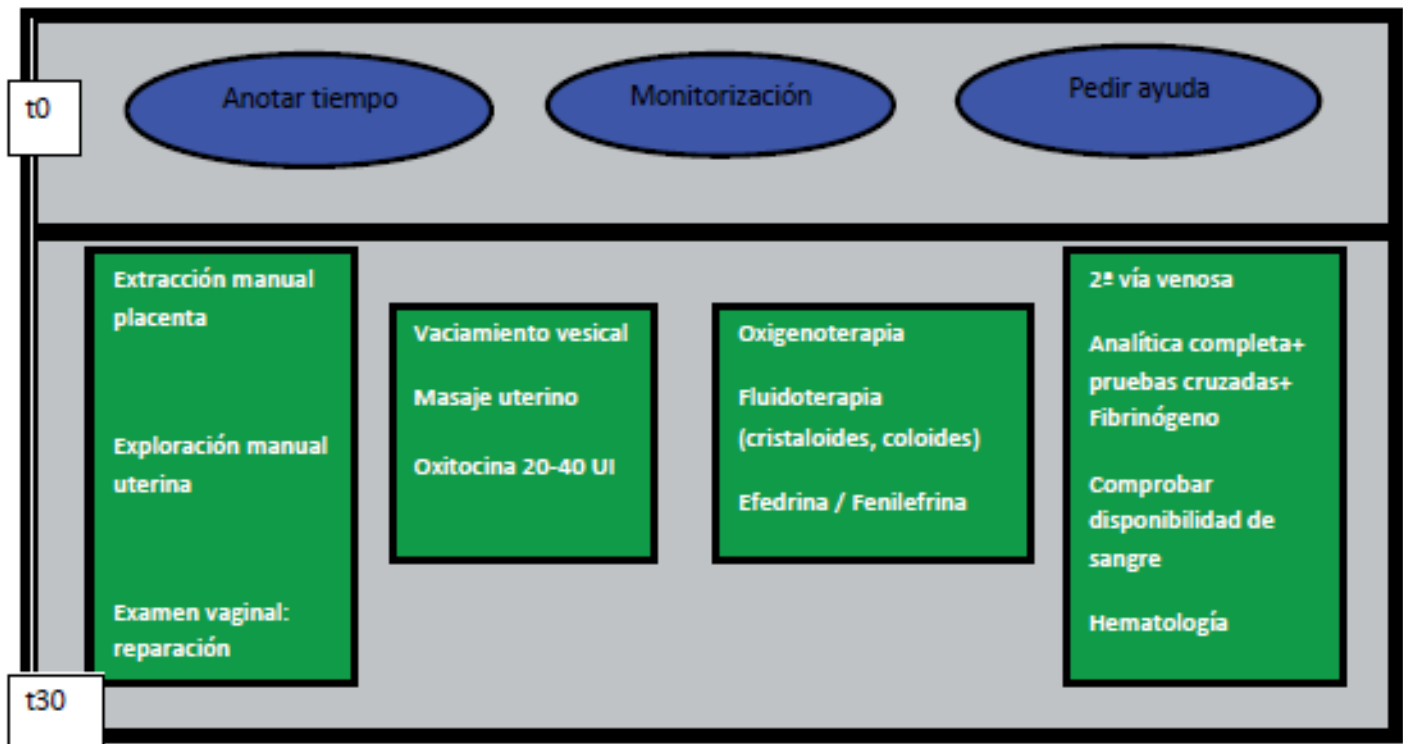 t0
Anotar tiempo
Monitorización
Pedir ayuda
Extracción manual
placenta
Exploración manual
uterina
Examen vaginal:
reparación
Vaciamiento vesical
Masaje uterino
Oxitocina 20-40 UI
Oxigenoterapia
Fluidoterapia
(cristaloides, coloides)
Efedrina / Fenilefrina
2ª vía venosa
Analítica completa+
pruebas cruzadas+
Fibrinógeno
Comprobar
disponibilidad de
sangre
Hematología
t30